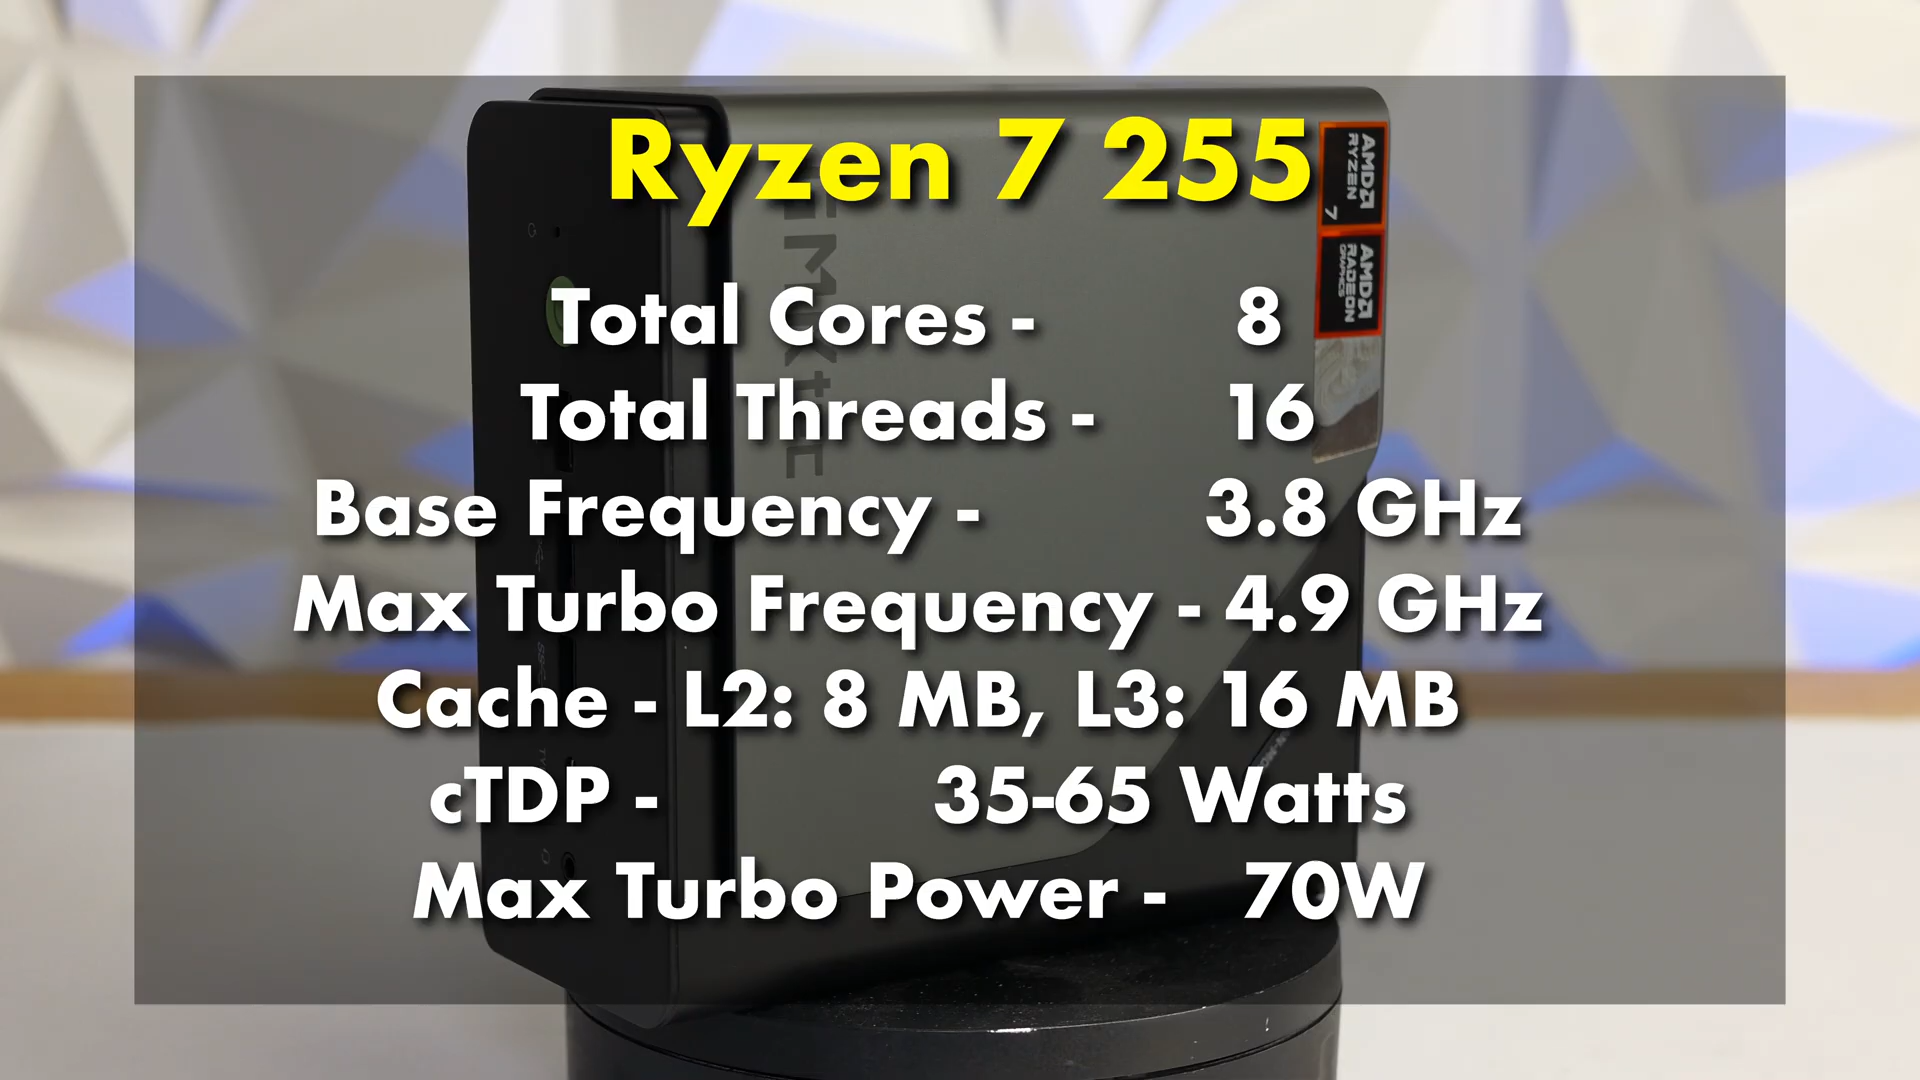 Ryzen 7 255
Total Cores - 8
Total Threads - 16
Base Frequency - 3.8 GHz
Max Turbo Frequency - 4.9 GHz
Cache - L2: 8 MB, L3: 16 MB
cTDP - 35-65 Watts
Max Turbo Power - 70W
AMD
RYZEN
7
AMD
RADEON
GRAPHICS